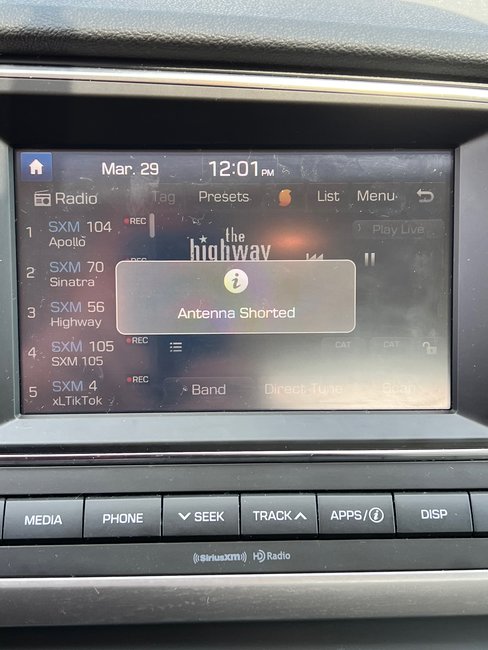 Mar. 29 12:01 PM
Radio Tag Presets List Menu
1 SXM 104 REC
Apollo
the highway
Play Live
2 SXM 70
Sinatra
Antenna Shorted
3 SXM 56
Highway
4 SXM 105 REC
SXM 105
CAT CAT
5 SXM 4 REC
xLTikTok
Band Direct Tune Scan
MEDIA PHONE SEEK TRACK APPS/i DISP
((SiriusXM)) HD Radio